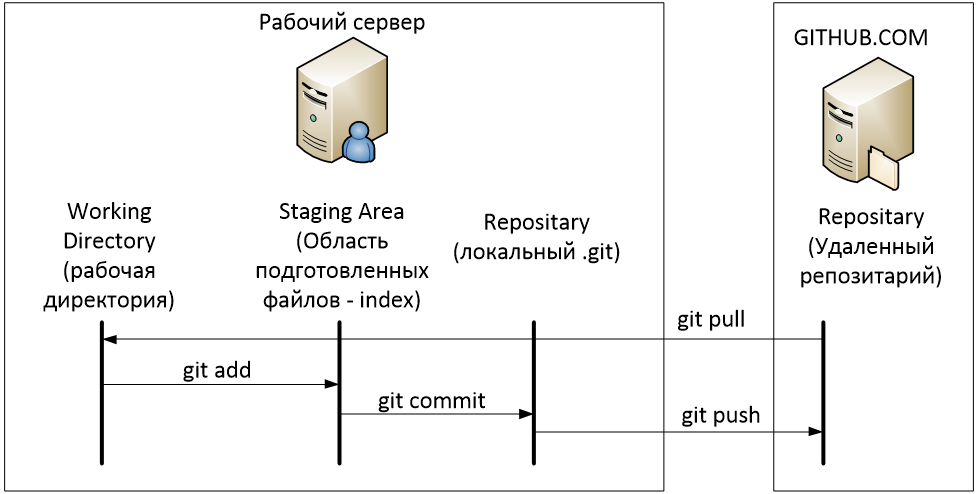 Рабочий сервер
GITHUB.COM
Working
Directory
(рабочая
директория)
Staging Area
(Область
подготовленных
файлов - index)
Repositary
(локальный .git)
Repositary
(Удаленный
репозитарий)
git pull
git add
git commit
git push